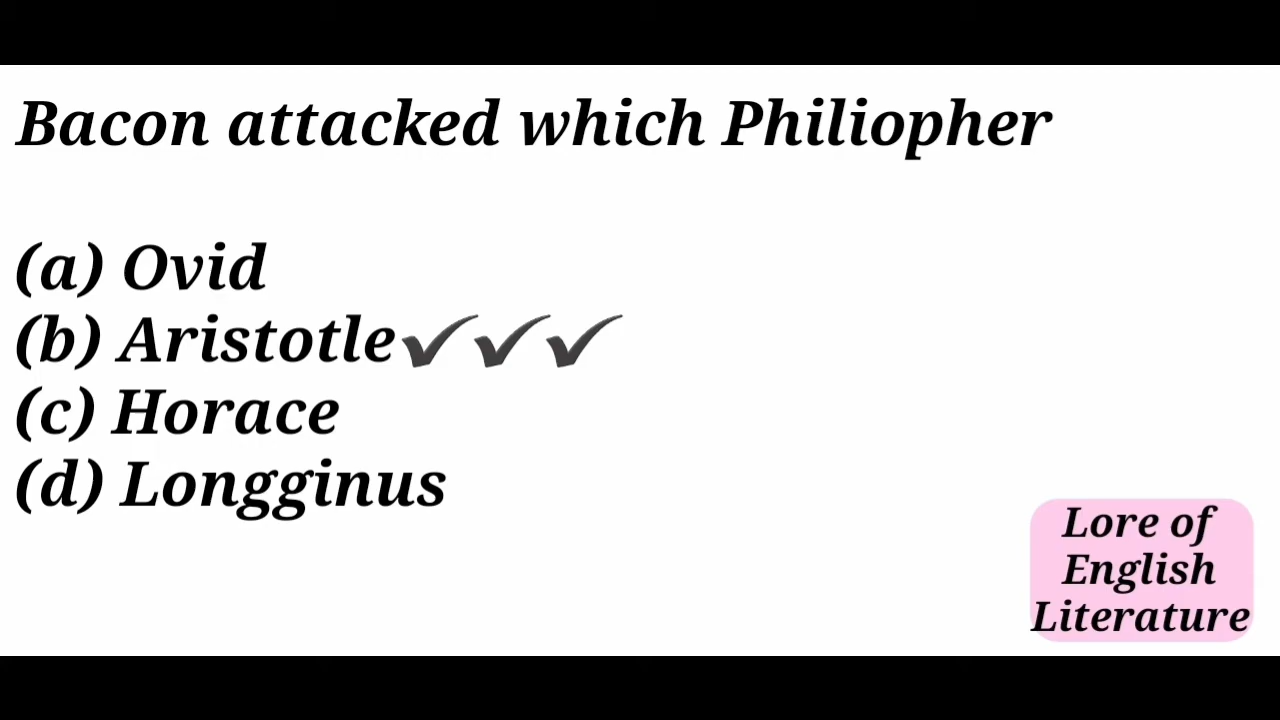 Bacon attacked which Philiopher
(a) Ovid
(b) Aristotle✔✔✔
(c) Horace
(d) Longginus
Lore of
English
Literature